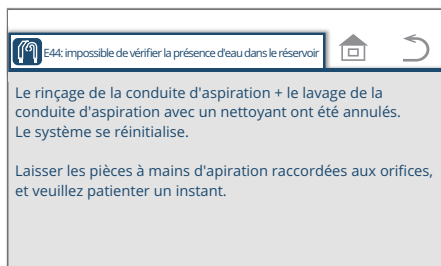 E44: impossible de vérifier la présence d'eau dans le réservoir
Le rinçage de la conduite d'aspiration + le lavage de la
conduite d'aspiration avec un nettoyant ont été annulés.
Le système se réinitialise.
Laisser les pièces à mains d'apiration raccordées aux orifices,
et veuillez patienter un instant.